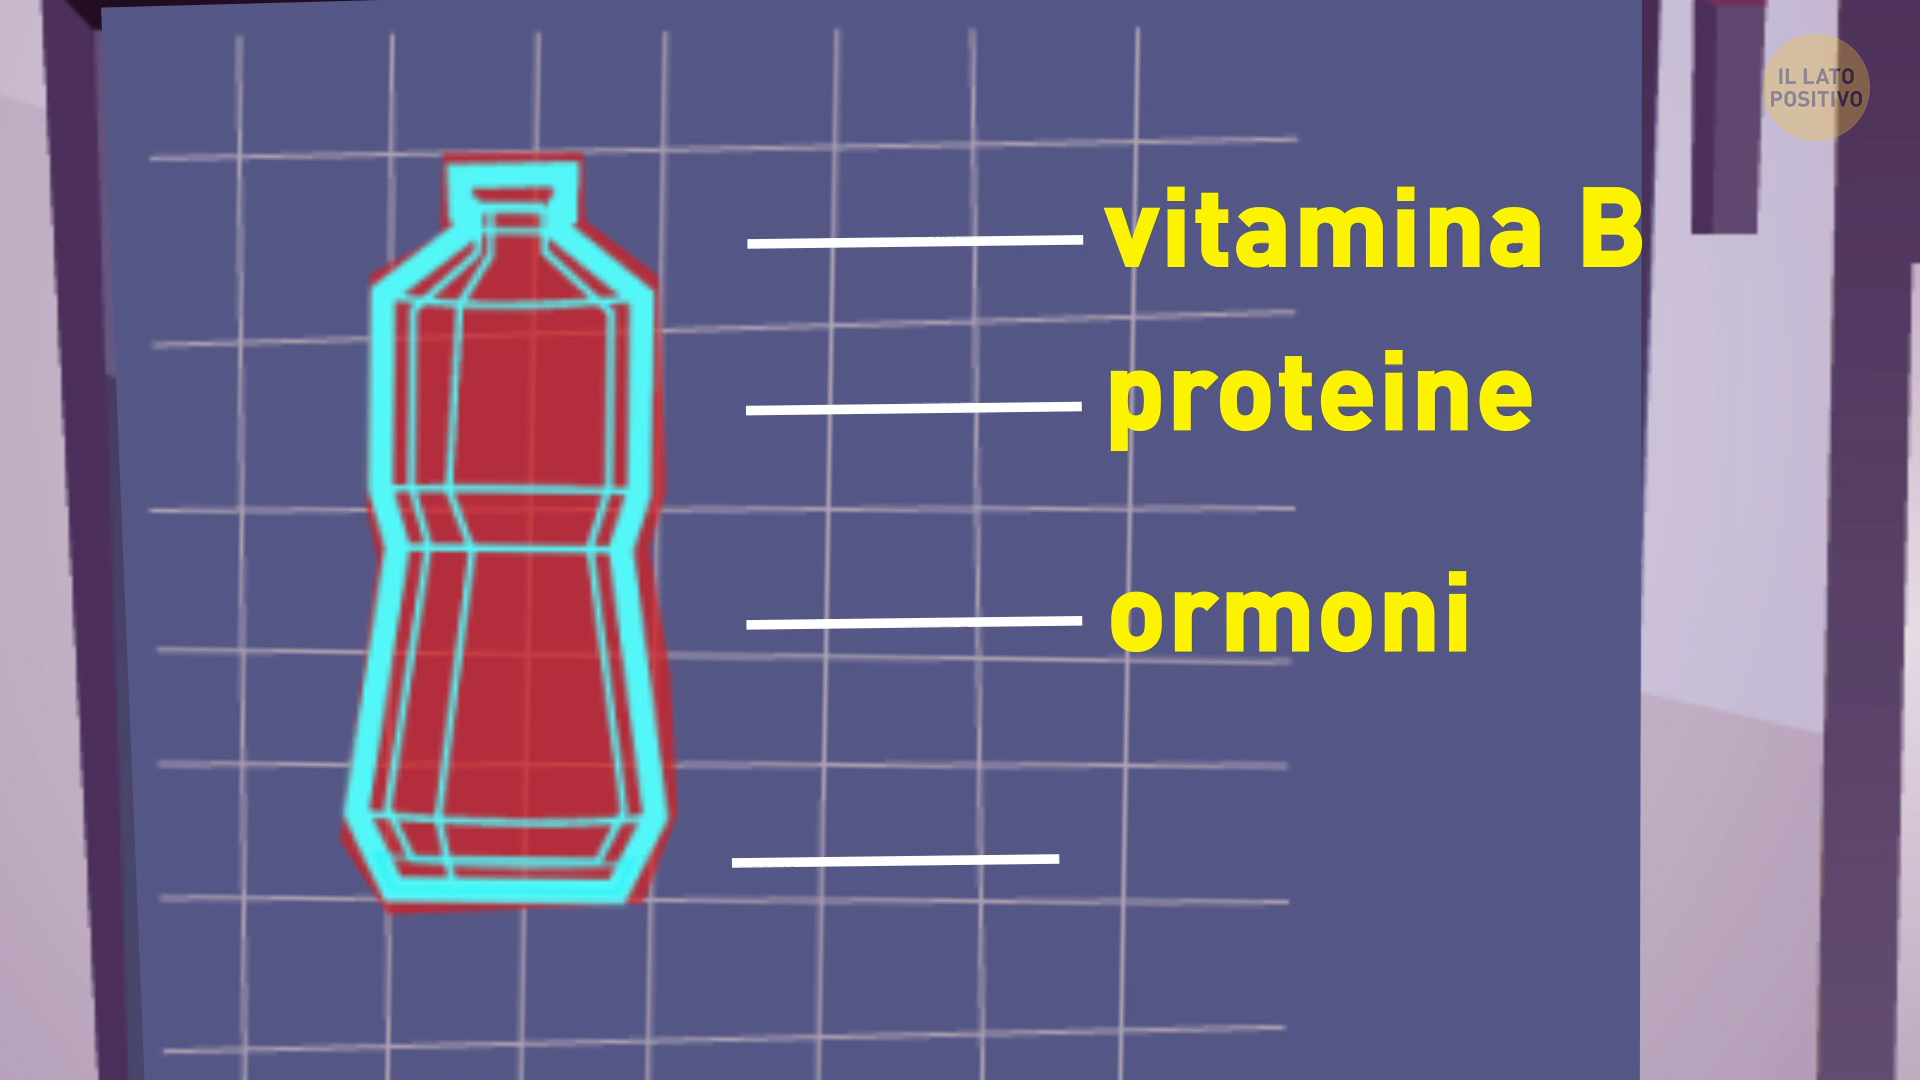 IL LATO
POSITIVO
vitamina B
proteine
ormoni